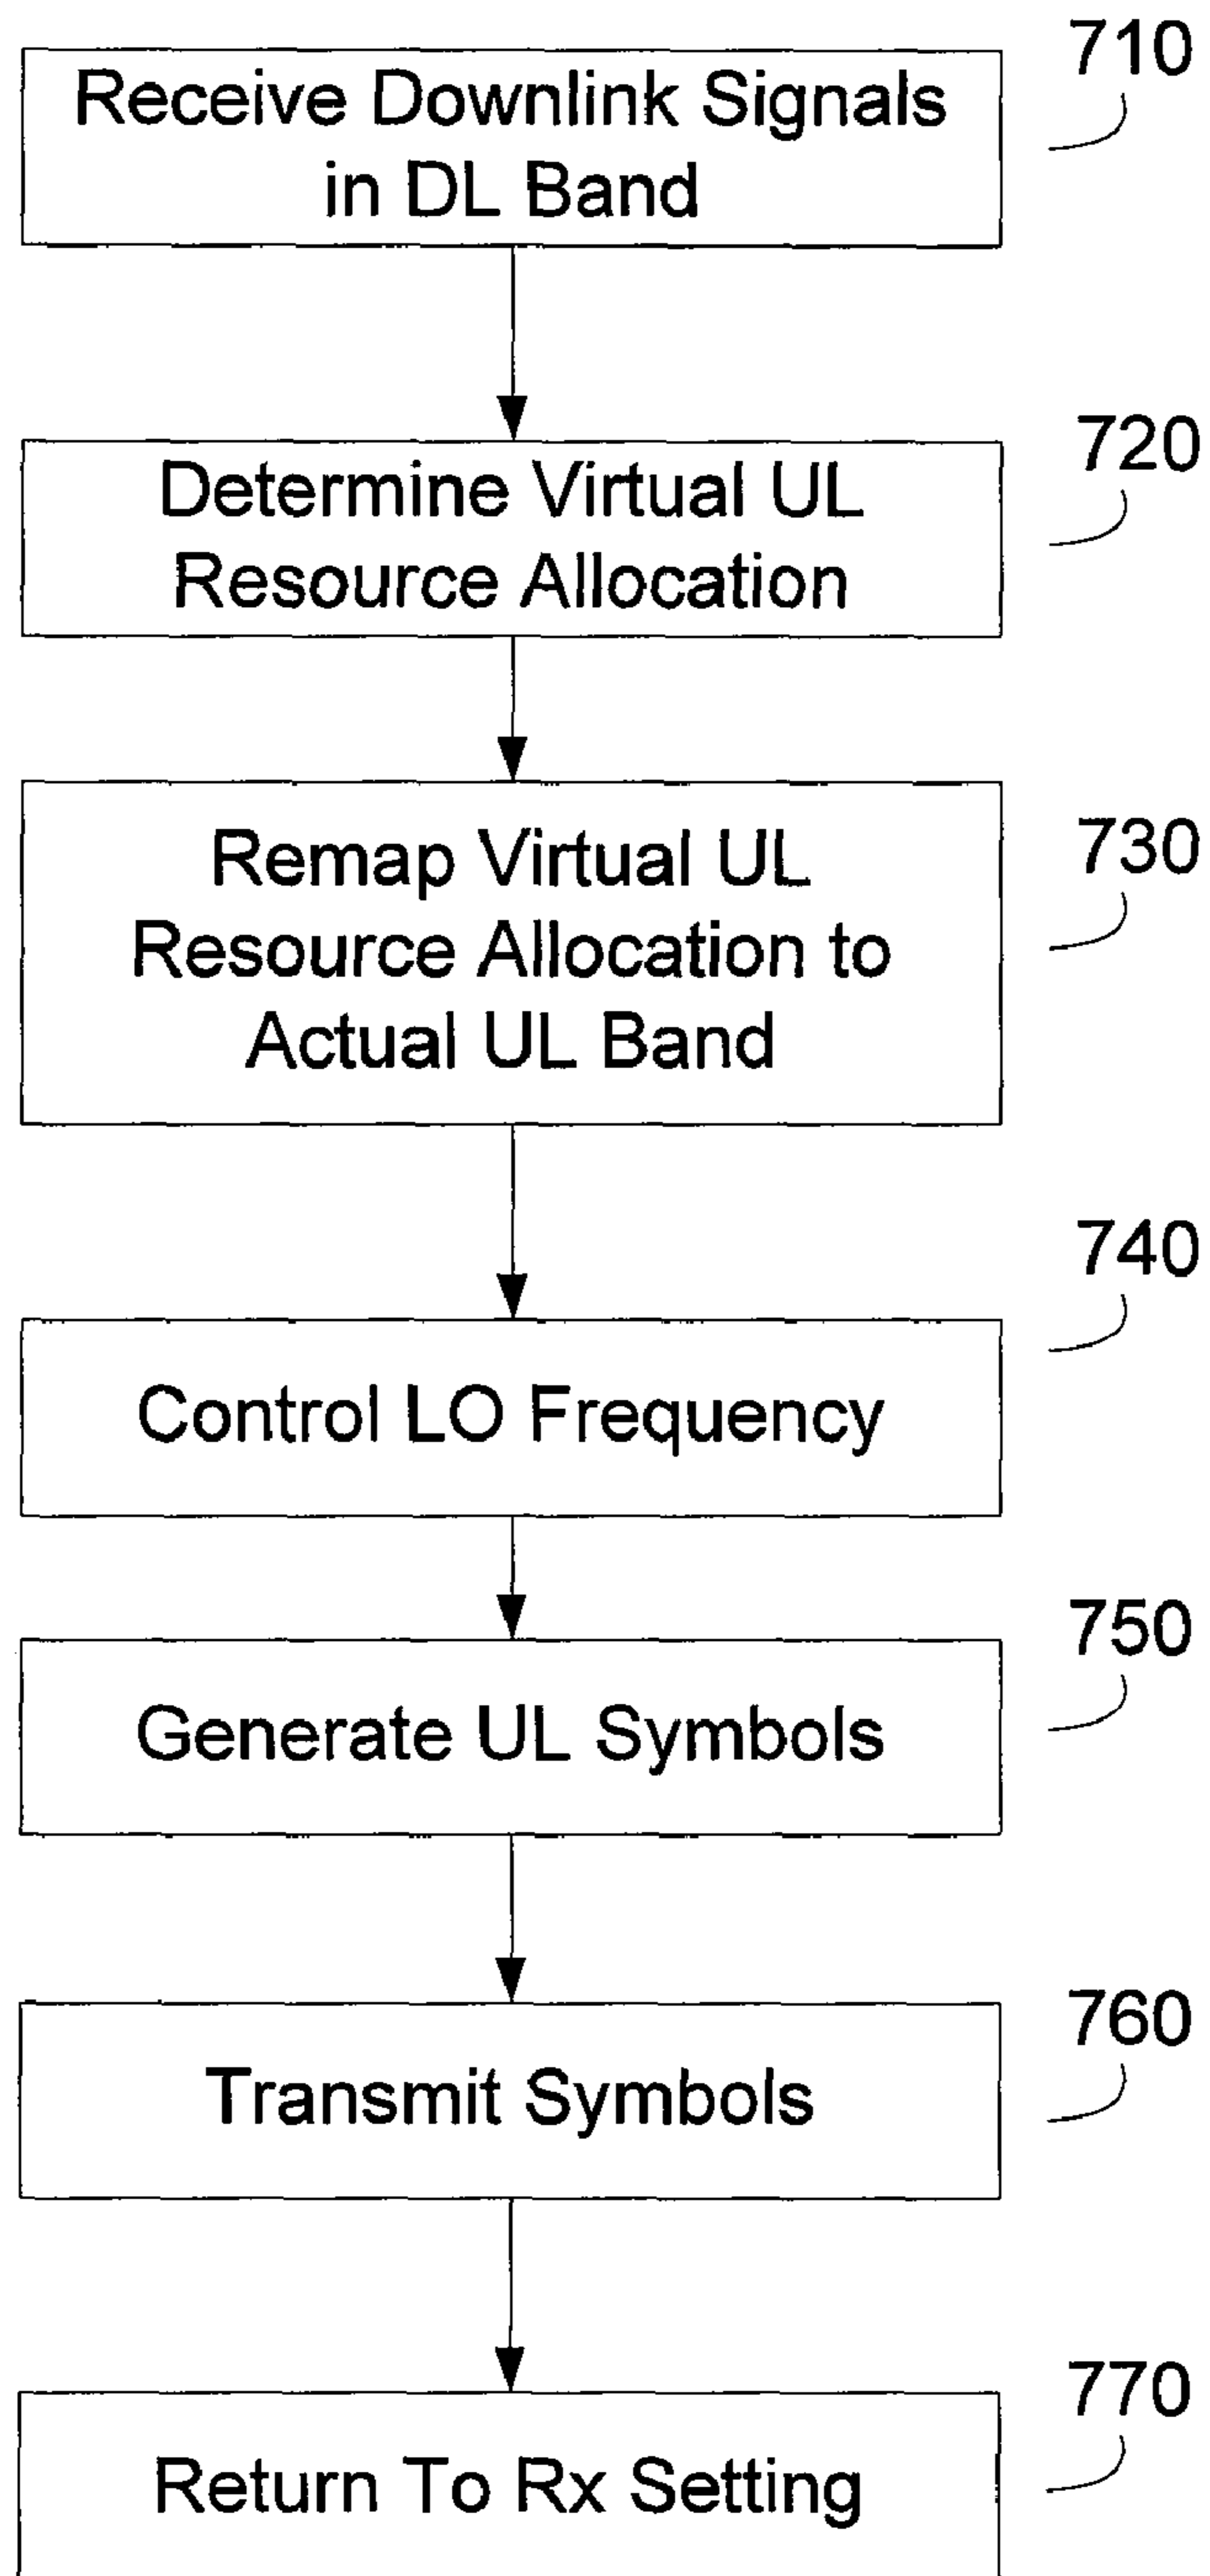 710
Receive Downlink Signals
in DL Band
720
Determine Virtual UL
Resource Allocation
730
Remap Virtual UL
Resource Allocation to
Actual UL Band
740
Control LO Frequency
750
Generate UL Symbols
760
Transmit Symbols
770
Return To Rx Setting